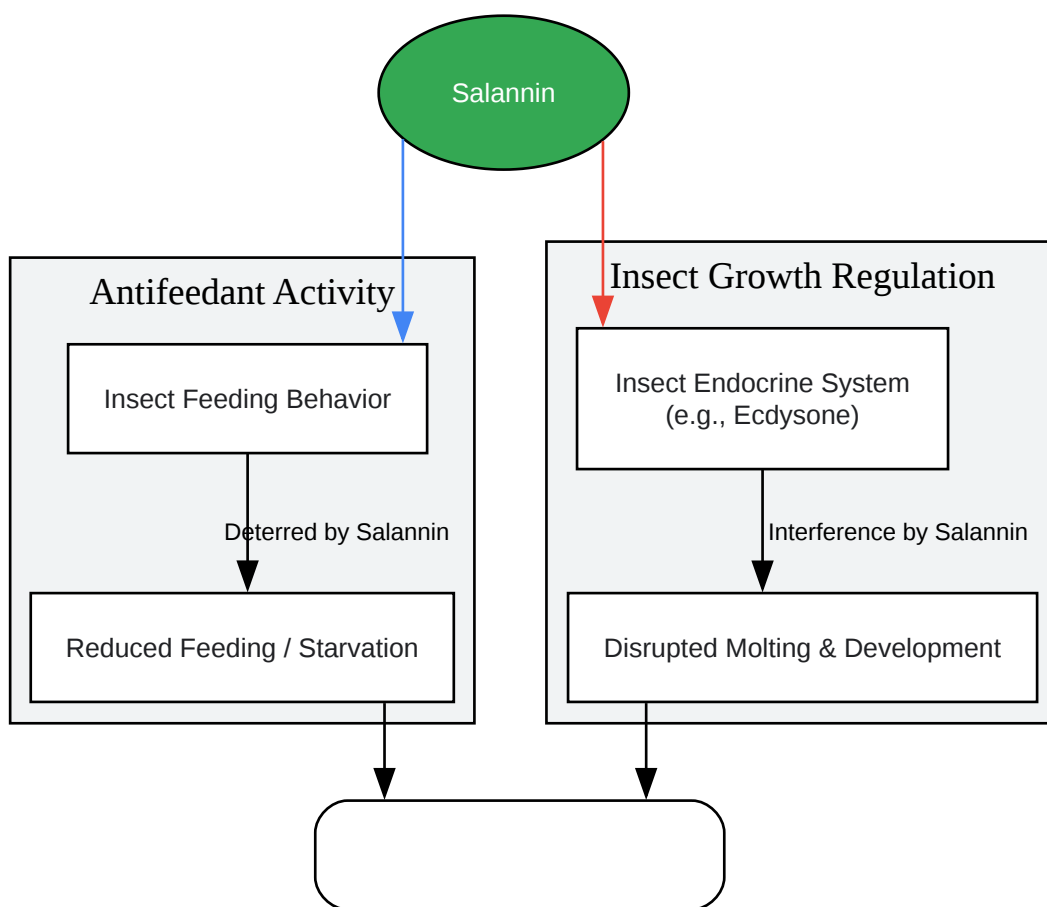 Salannin
Antifeedant Activity
Insect Feeding Behavior
Deterred by Salannin
Reduced Feeding / Starvation
Insect Growth Regulation
Insect Endocrine System
(e.g., Ecdysone)
Interference by Salannin
Disrupted Molting & Development